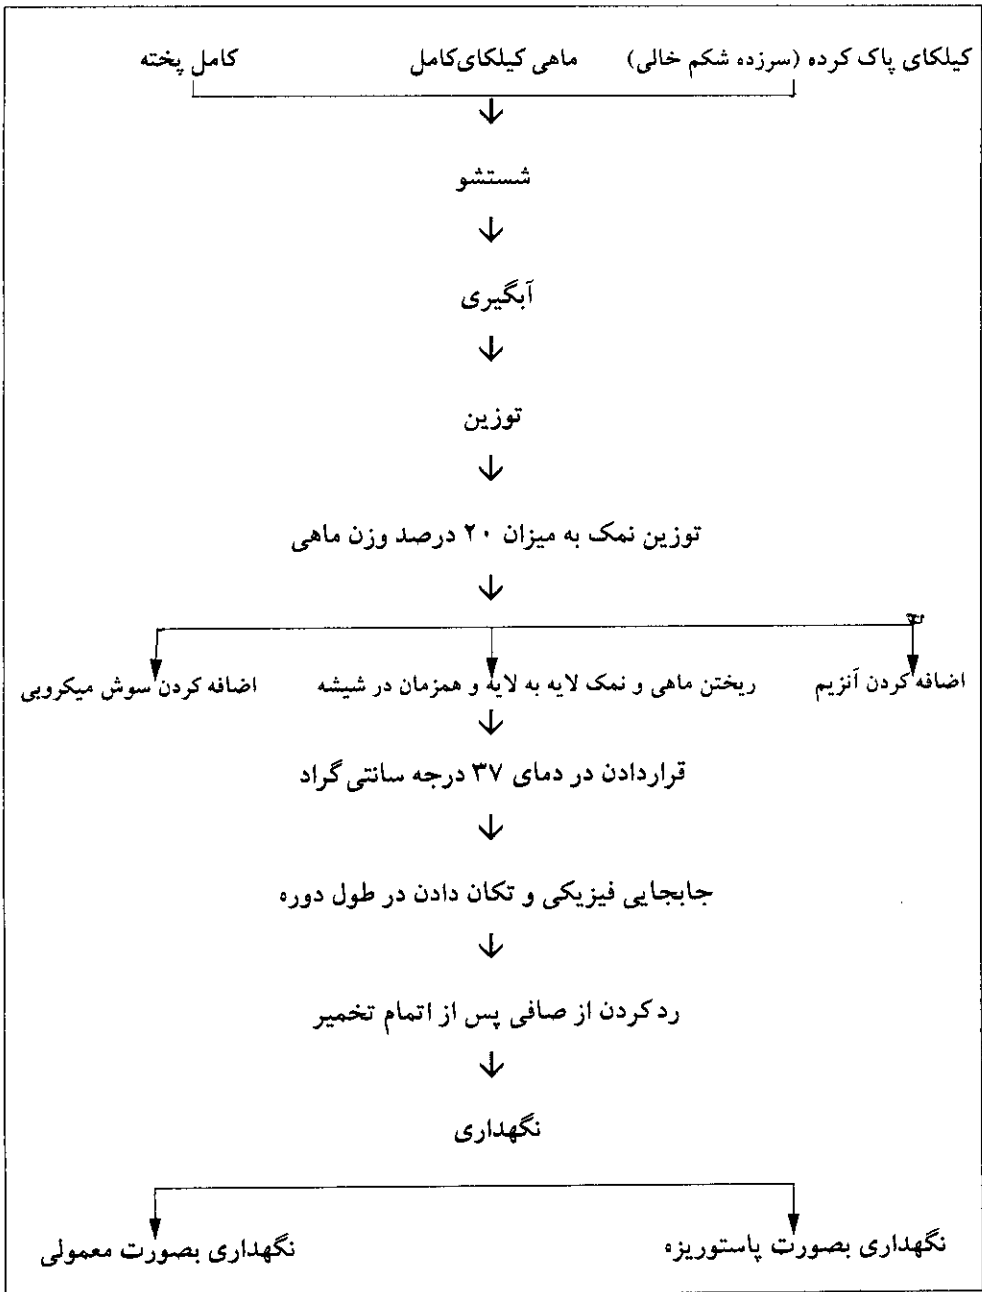 کیلکای پاک کرده (سرزده شکم خالی) ماهی کیلکای‌کامل کامل پخته
شستشو
آبگیری
توزین
توزین نمک به میزان ۲۰ درصد وزن ماهی
اضافه کردن آنزیم ریختن ماهی و نمک لایه به لایه و همزمان در شیشه اضافه کردن سوش میکروبی
قراردادن در دمای ۳۷ درجه سانتی‌گراد
جابجایی فیزیکی و تکان دادن در طول دوره
رد کردن از صافی پس از اتمام تخمیر
نگهداری
نگهداری بصورت پاستوریزه نگهداری بصورت معمولی